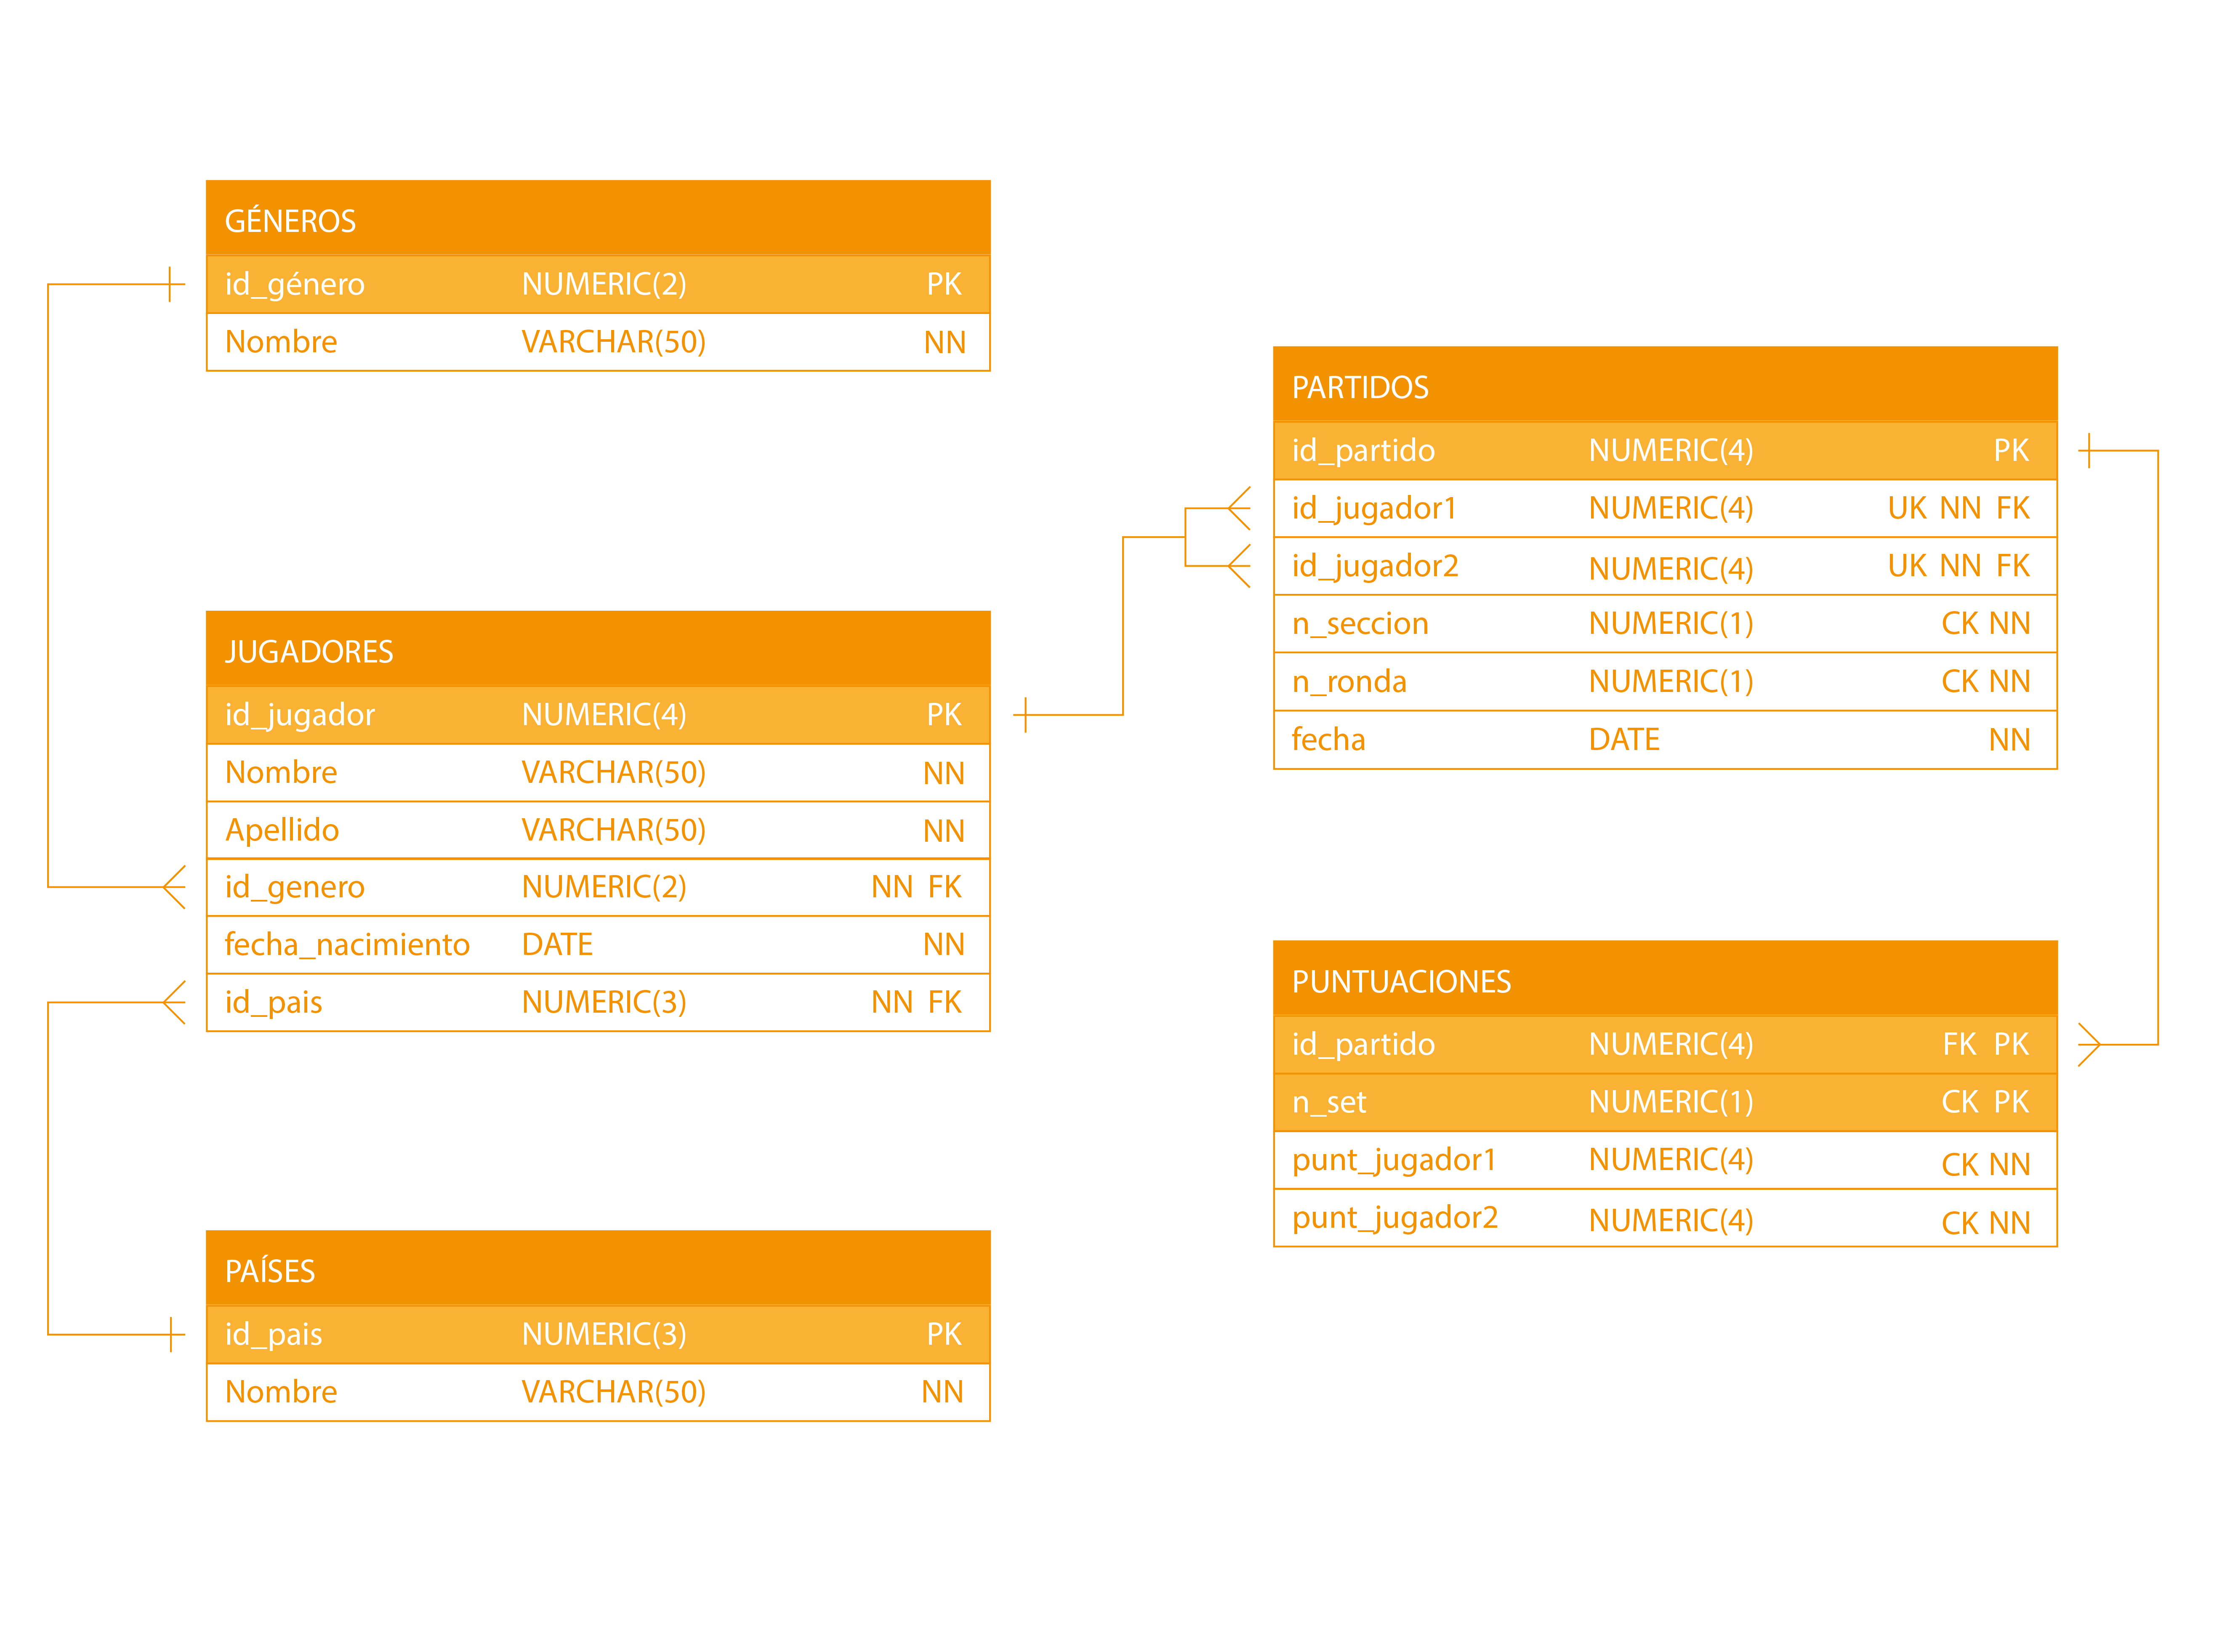 GÉNEROS
id_género NUMERIC(2) PK
Nombre VARCHAR(50) NN
JUGADORES
id_jugador NUMERIC(4) PK
Nombre VARCHAR(50) NN
Apellido VARCHAR(50) NN
id_genero NUMERIC(2) NN FK
fecha_nacimiento DATE NN
id_pais NUMERIC(3) NN FK
PAÍSES
id_pais NUMERIC(3) PK
Nombre VARCHAR(50) NN
PARTIDOS
id_partido NUMERIC(4) PK
id_jugador1 NUMERIC(4) UK NN FK
id_jugador2 NUMERIC(4) UK NN FK
n_seccion NUMERIC(1) CK NN
n_ronda NUMERIC(1) CK NN
fecha DATE NN
PUNTUACIONES
id_partido NUMERIC(4) FK PK
n_set NUMERIC(1) CK PK
punt_jugador1 NUMERIC(4) CK NN
punt_jugador2 NUMERIC(4) CK NN